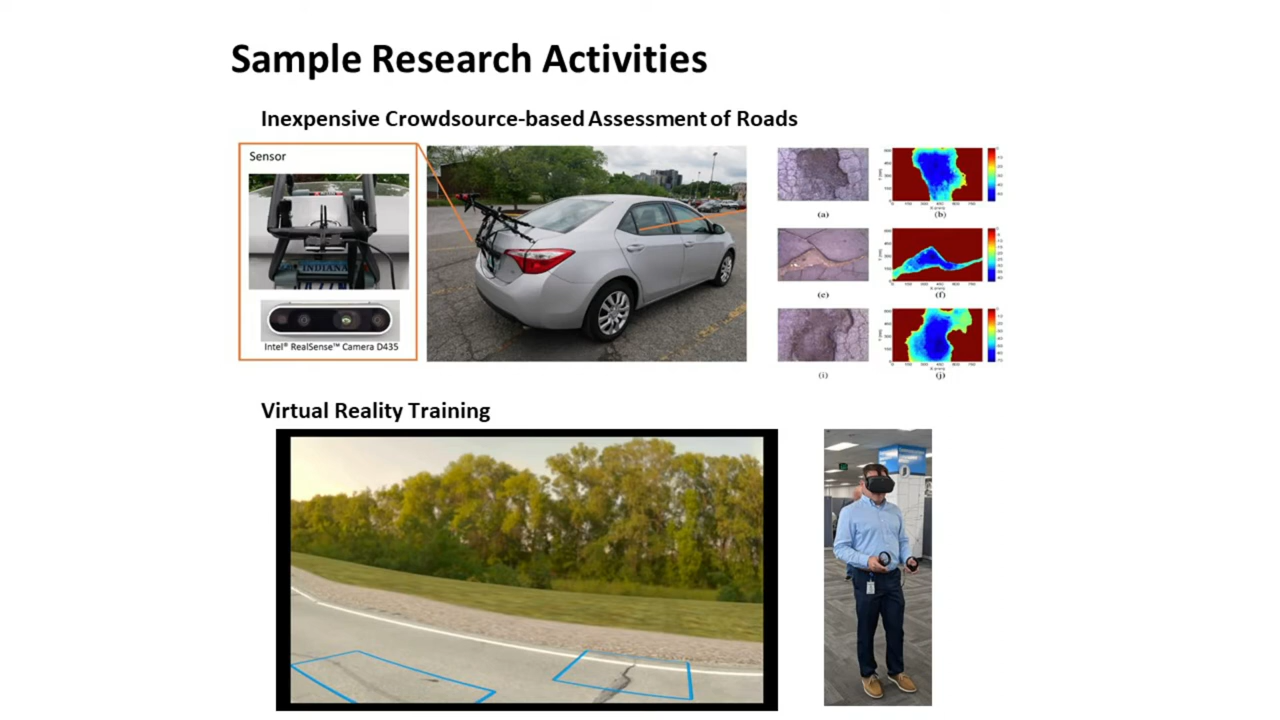 Sample Research Activities
Inexpensive Crowdsource-based Assessment of Roads
Sensor
INDIANA
Intel® RealSense™ Camera D435
(a)
(b)
(e)
(f)
(i)
(j)
Virtual Reality Training